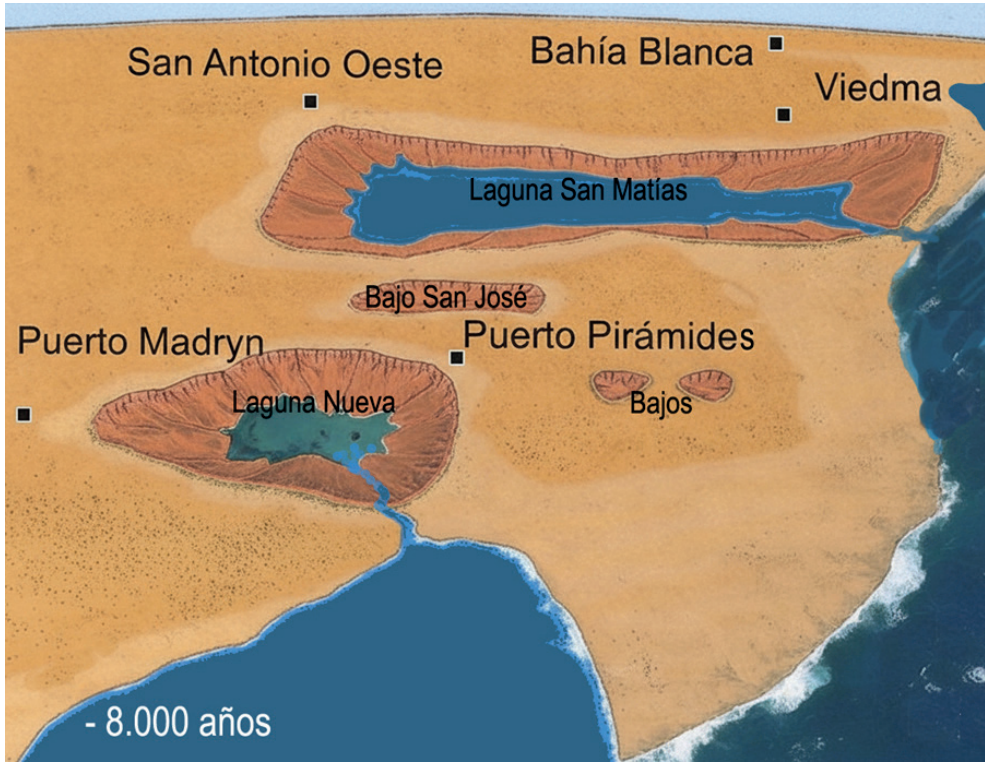 Bahía Blanca
San Antonio Oeste
Viedma
Laguna San Matías
Bajo San José
Puerto Madryn
Puerto Pirámides
Laguna Nueva
Bajos
- 8.000 años